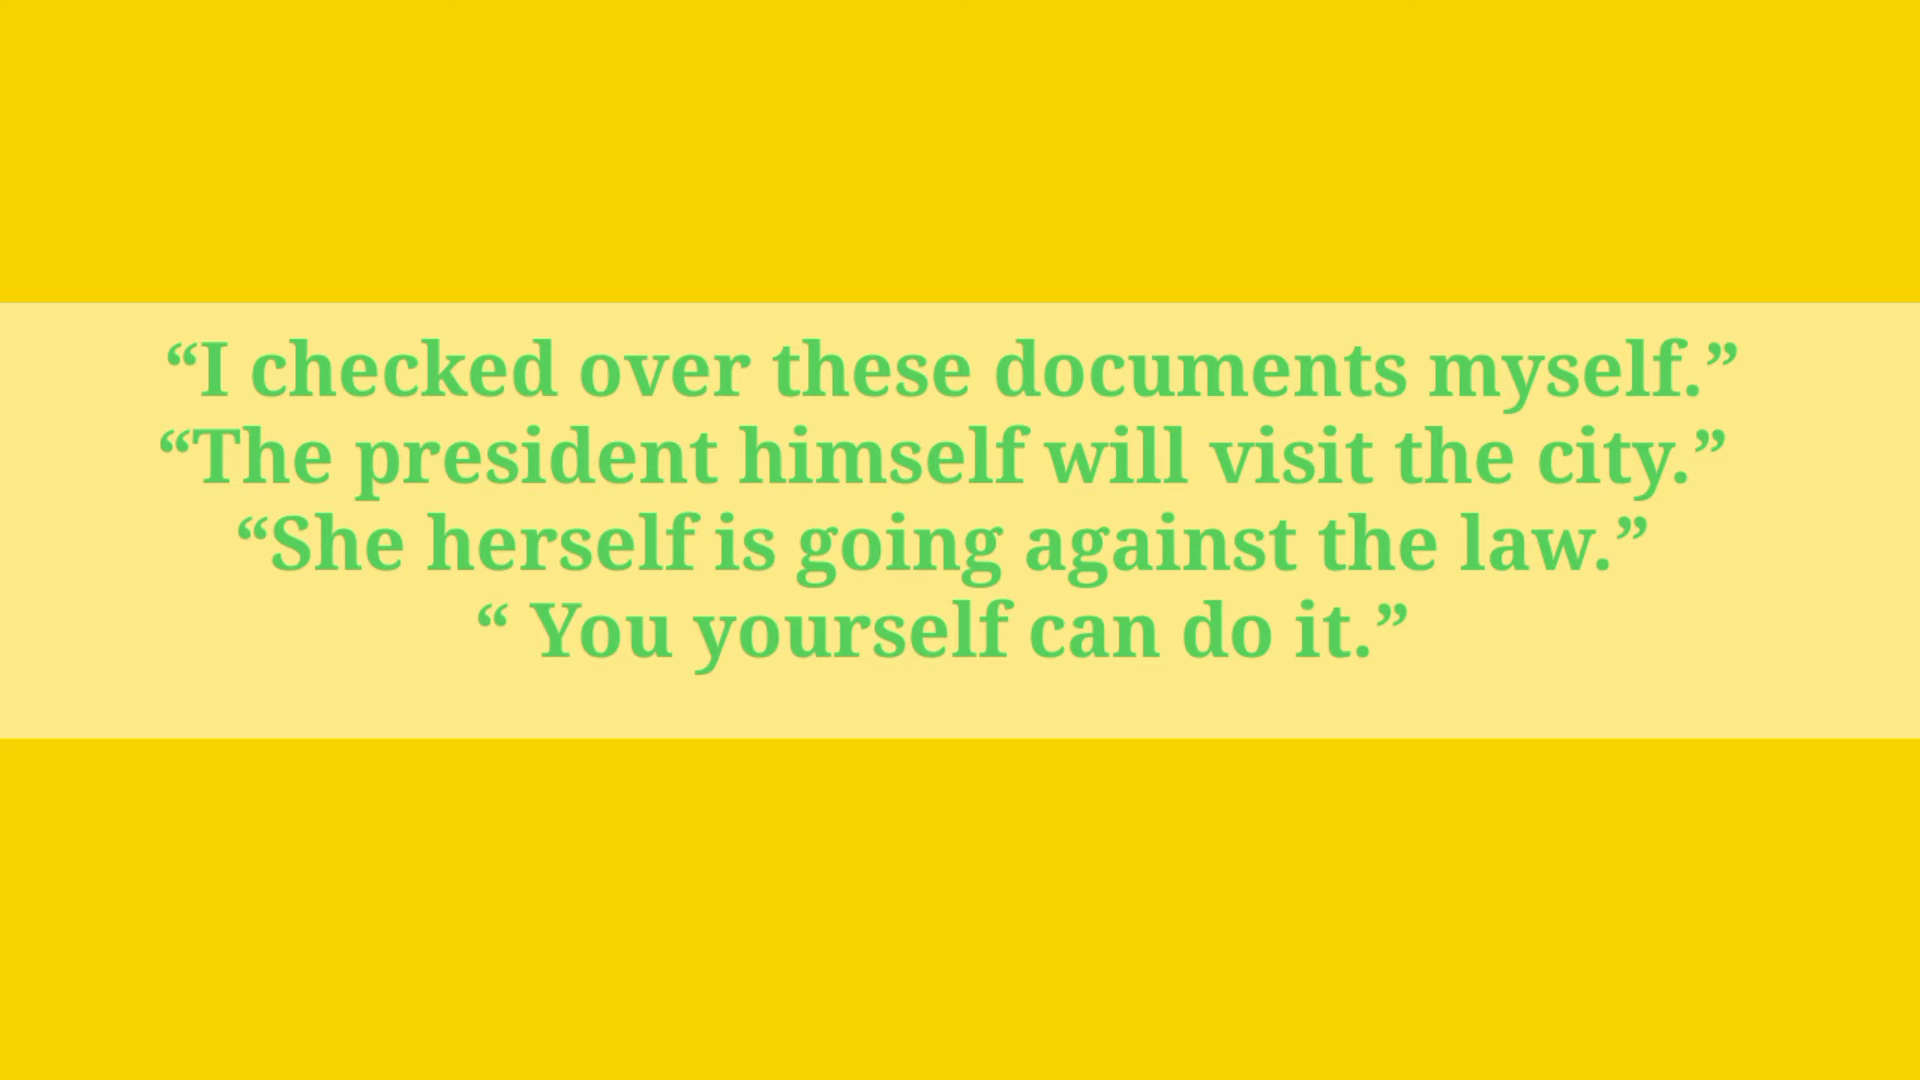 “I checked over these documents myself.”
“The president himself will visit the city.”
“She herself is going against the law.”
“ You yourself can do it.”